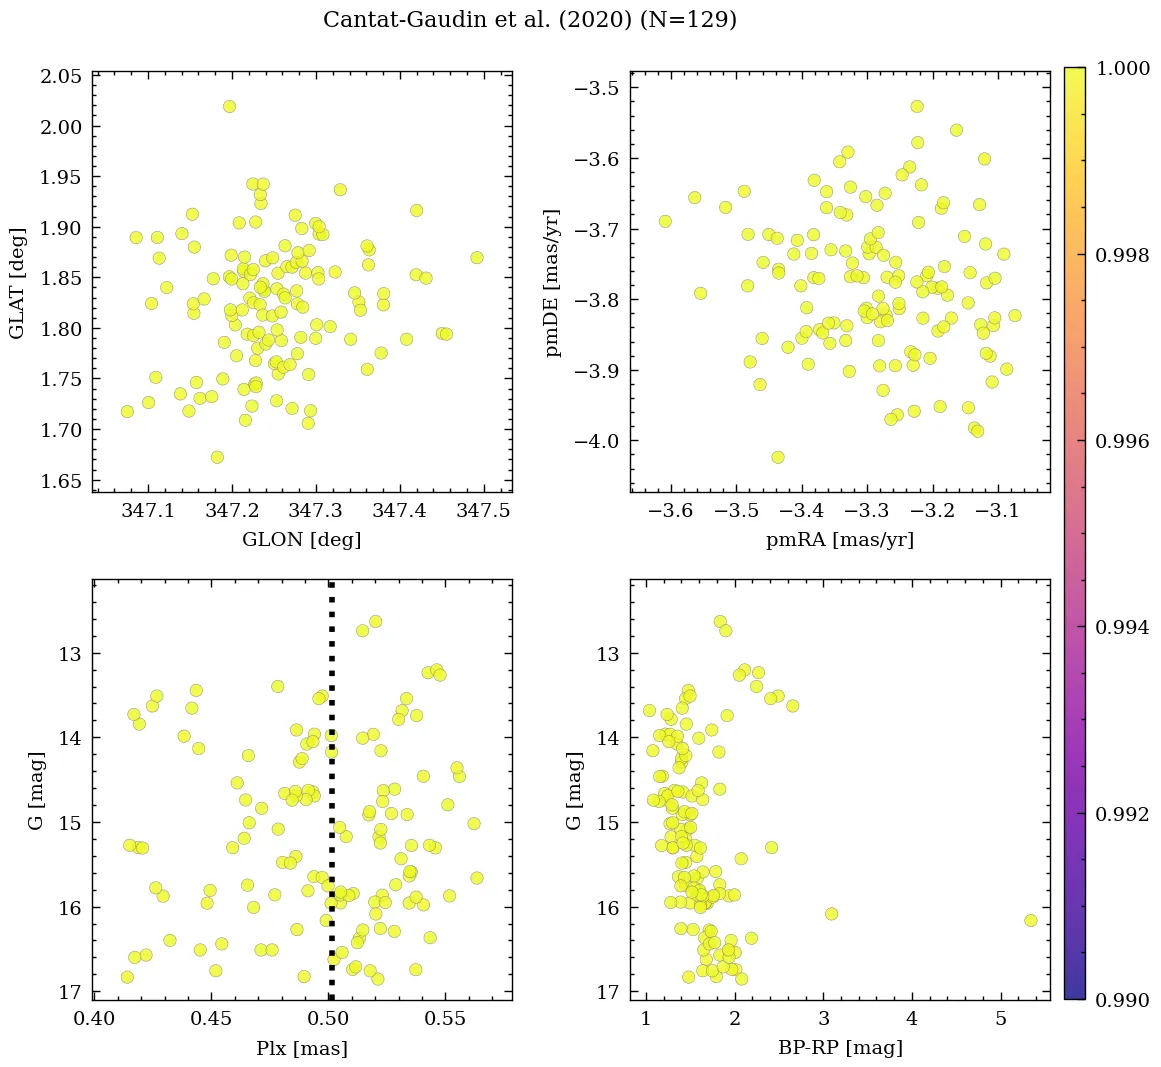 Cantat-Gaudin et al. (2020) (N=129)
2.05
2.00
1.95
1.90
1.85
1.80
1.75
1.70
1.65
GLAT [deg]
347.1 347.2 347.3 347.4 347.5
GLON [deg]
−3.5
−3.6
−3.7
−3.8
−3.9
−4.0
pmDE [mas/yr]
−3.6 −3.5 −3.4 −3.3 −3.2 −3.1
pmRA [mas/yr]
13
14
15
16
17
G [mag]
0.40 0.45 0.50 0.55
Plx [mas]
13
14
15
16
17
G [mag]
1 2 3 4 5
BP-RP [mag]
1.000
0.998
0.996
0.994
0.992
0.990